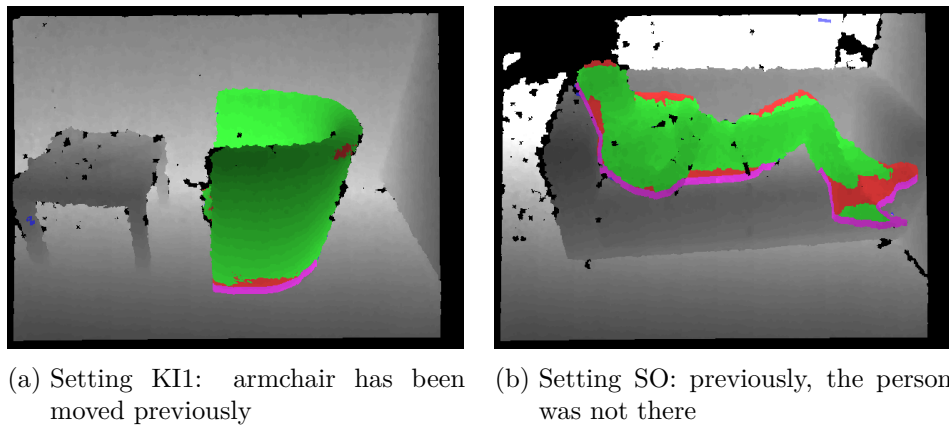 (a) Setting KI1: armchair has been
moved previously
(b) Setting SO: previously, the person
was not there